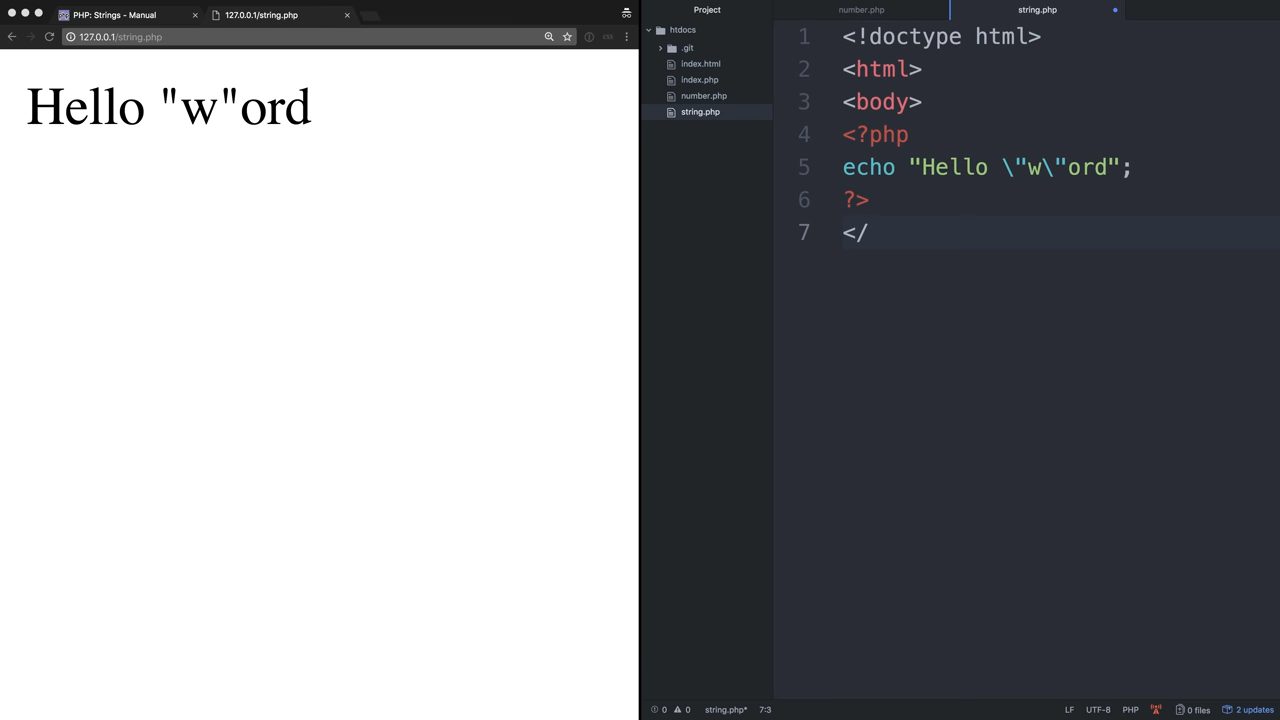 PHP: Strings - Manual
127.0.0.1/string.php
127.0.0.1/string.php
Hello "w"ord
Project
htdocs
.git
index.html
index.php
number.php
string.php
number.php
string.php
1 <!doctype html>
2 <html>
3 <body>
4 <?php
5 echo "Hello \"w\"ord";
6 ?>
7 </
0 0 string.php* 7:3
LF UTF-8 PHP 0 files 2 updates